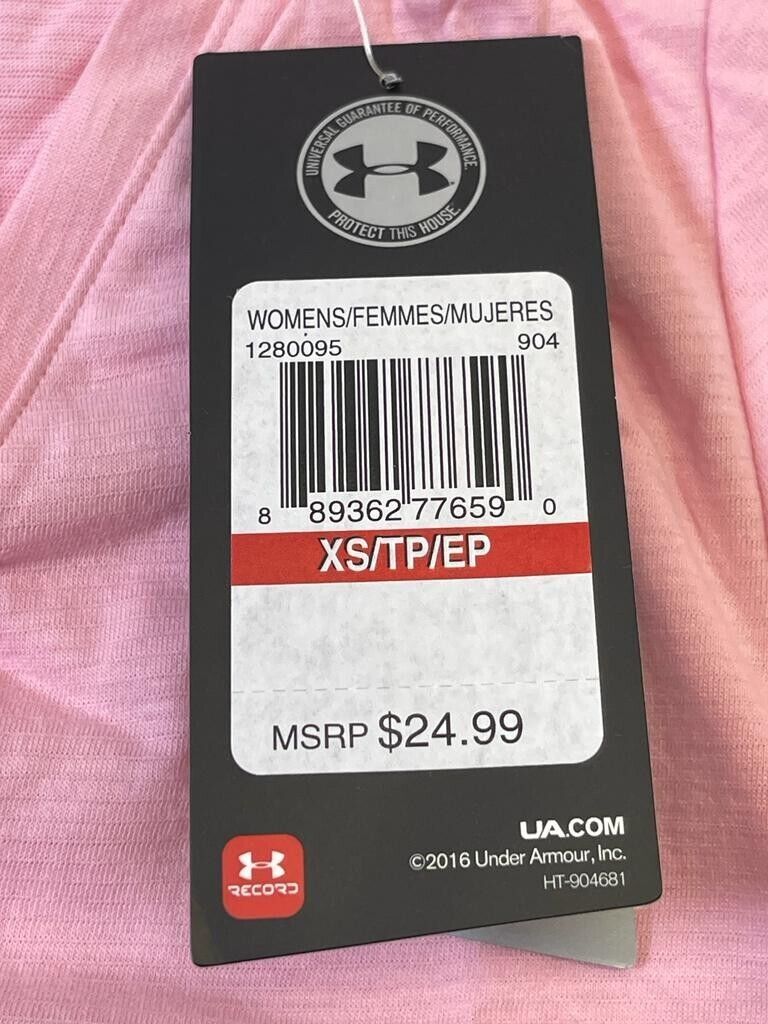 UNIVERSAL GUARANTEE OF PERFORMANCE.
PROTECT THIS HOUSE.
WOMENS/FEMMES/MUJERES
1280095 904
8 89362 77659 0
XS/TP/EP
MSRP $24.99
UA.COM
©2016 Under Armour, Inc.
HT-904681
RECORD